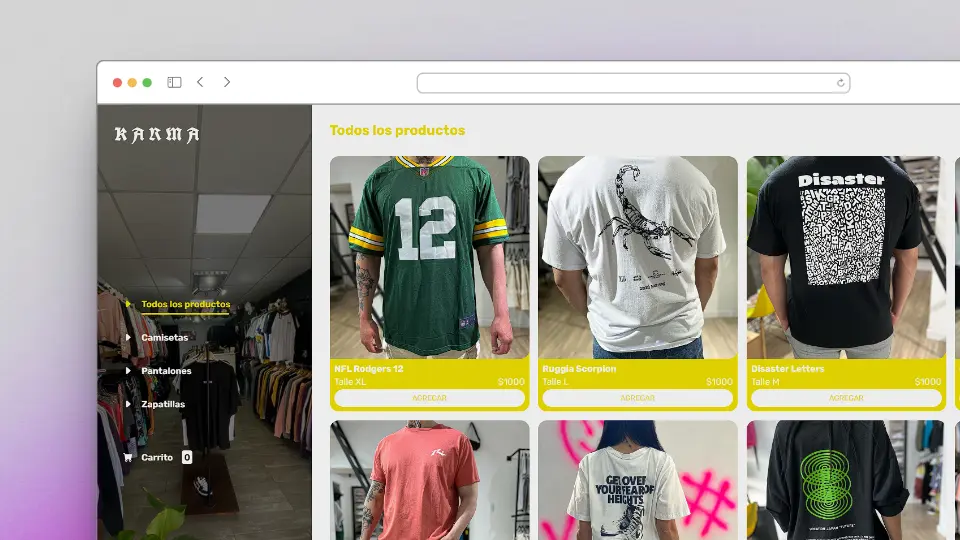 KARMA
Todos los productos
Camisetas
Pantalones
Zapatillas
Carrito 0
Todos los productos
12
NFL Rodgers 12
Talle XL $1000
AGREGAR
Ruggia Scorpion
Talle L $1000
AGREGAR
Disaster
Disaster Letters
Talle M $1000
AGREGAR
GET OVER
YOUR FEAR OF
HEIGHTS